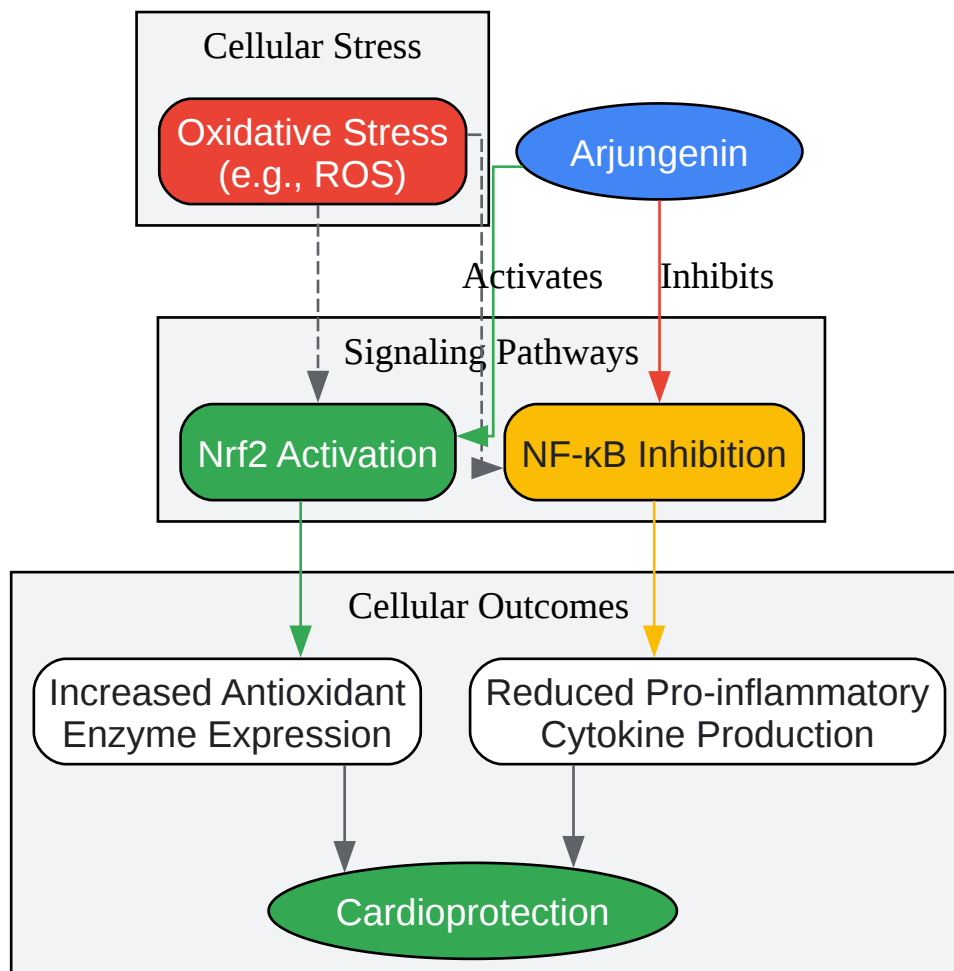 Cellular Stress
Oxidative Stress
(e.g., ROS)
Arjungenin
Activates
Inhibits
Signaling Pathways
Nrf2 Activation
NF-κB Inhibition
Cellular Outcomes
Increased Antioxidant
Enzyme Expression
Reduced Pro-inflammatory
Cytokine Production
Cardioprotection